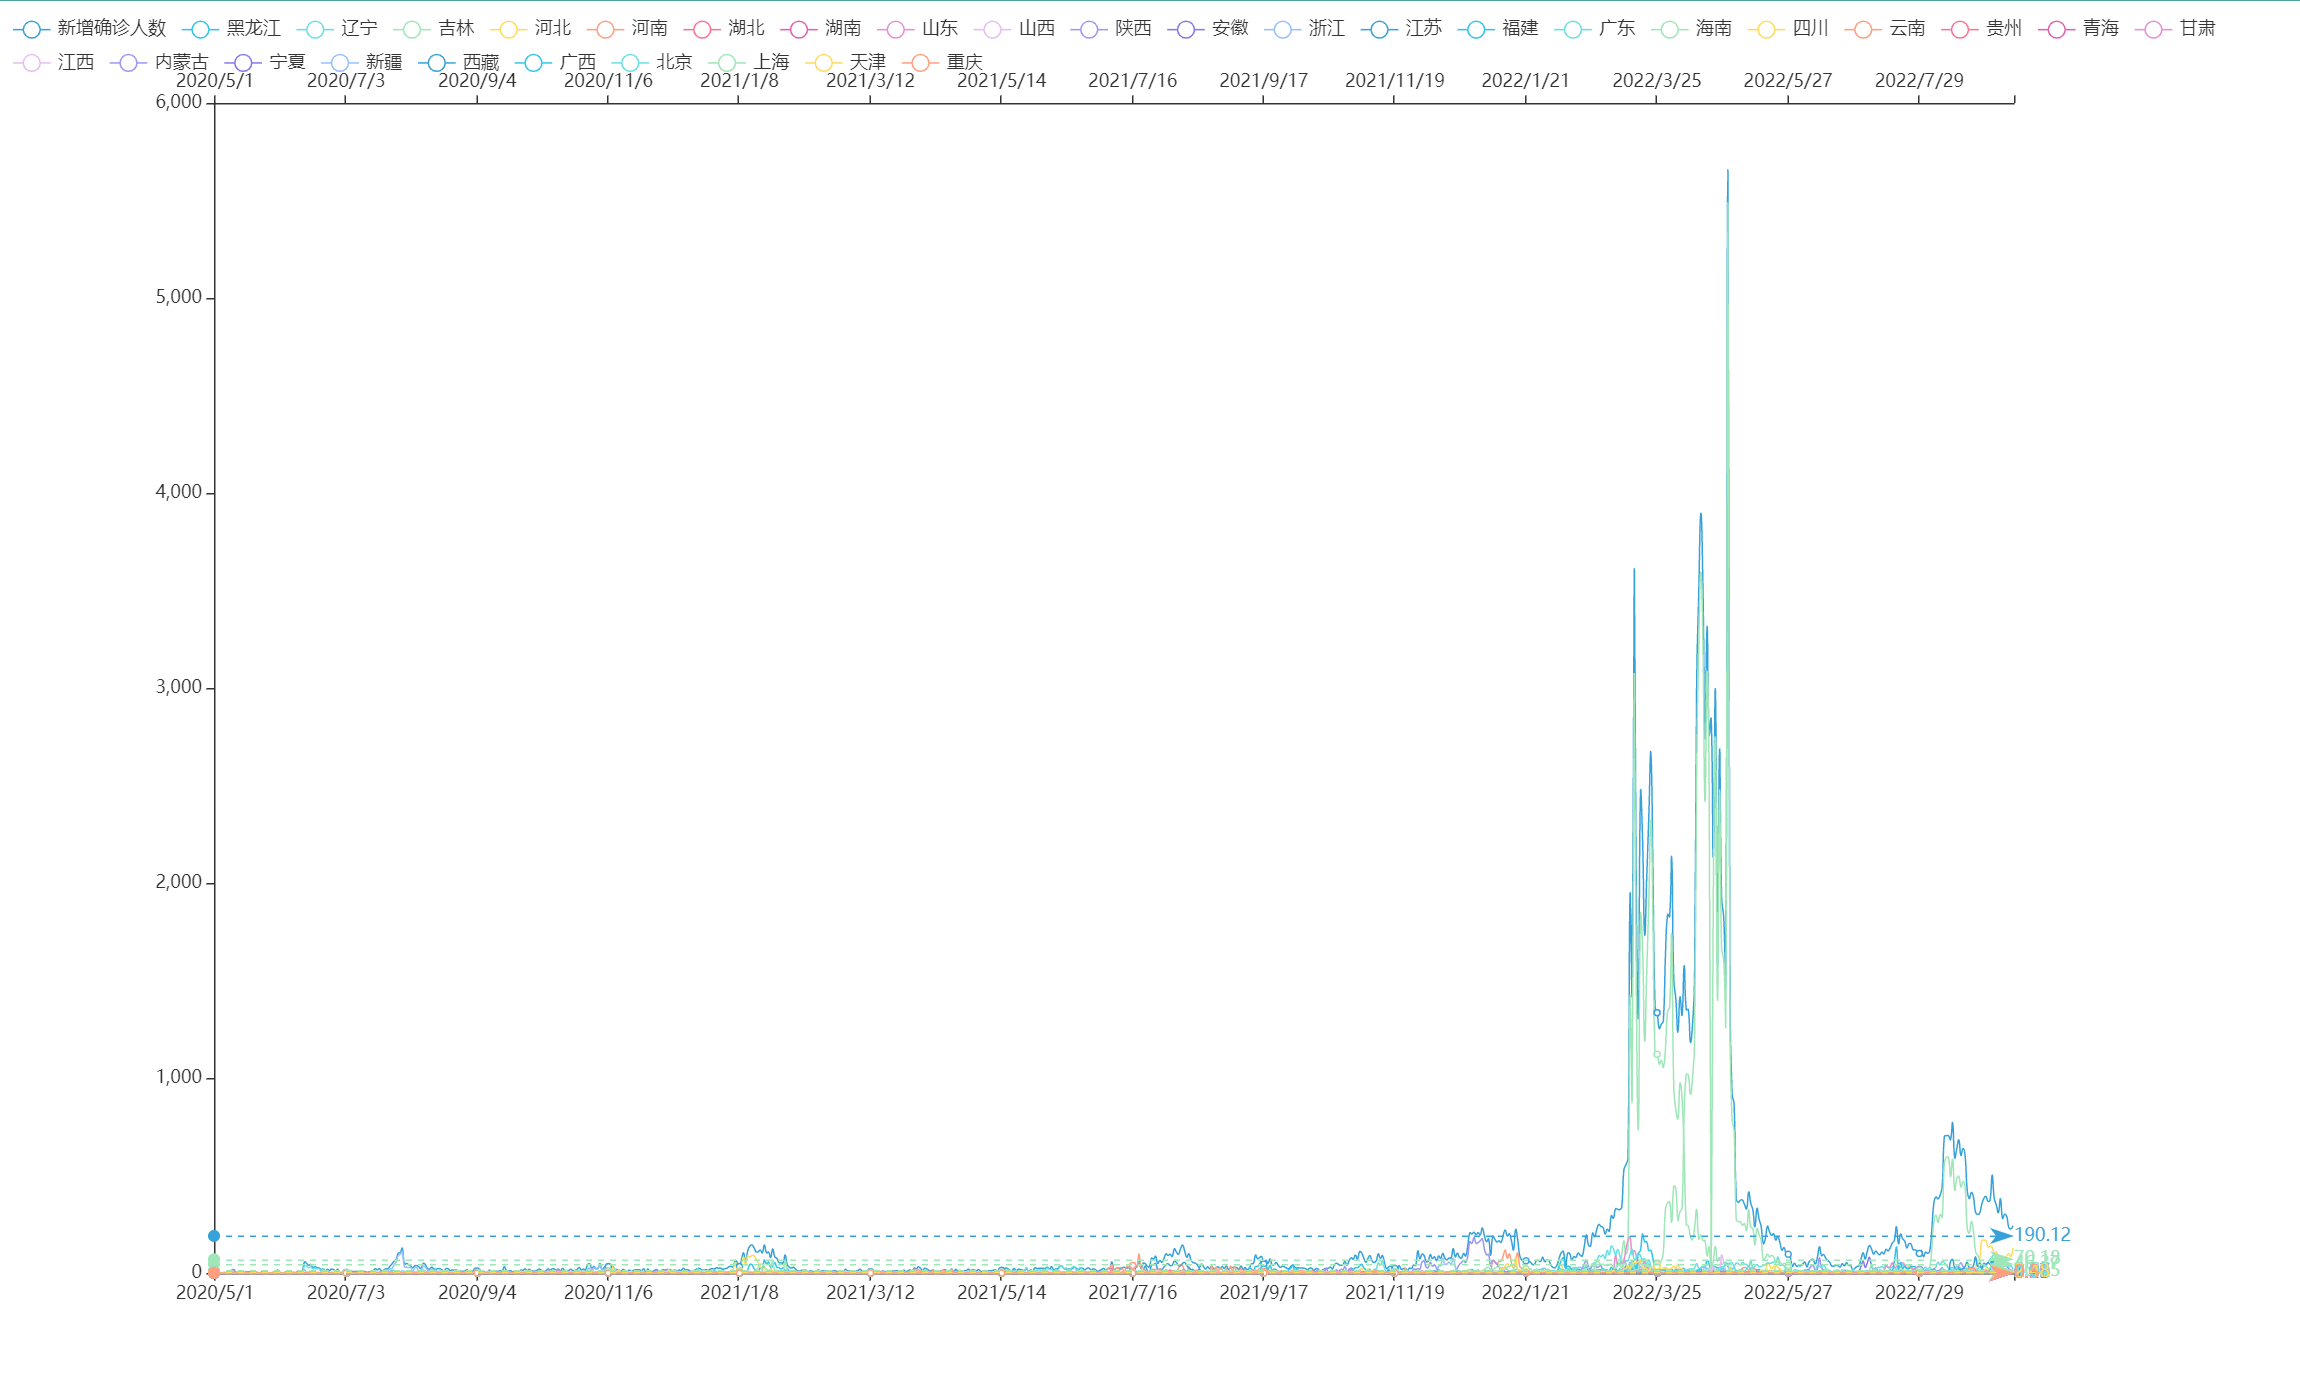 新增确诊人数 黑龙江 辽宁 吉林 河北 河南 湖北 湖南 山东 山西 陕西 安徽 浙江 江苏 福建 广东 海南 四川 云南 贵州 青海 甘肃
江西 内蒙古 宁夏 新疆 西藏 广西 北京 上海 天津 重庆
2020/5/1 2020/7/3 2020/9/4 2020/11/6 2021/1/8 2021/3/12 2021/5/14 2021/7/16 2021/9/17 2021/11/19 2022/1/21 2022/3/25 2022/5/27 2022/7/29
6,000
5,000
4,000
3,000
2,000
1,000
190.12
0
2020/5/1 2020/7/3 2020/9/4 2020/11/6 2021/1/8 2021/3/12 2021/5/14 2021/7/16 2021/9/17 2021/11/19 2022/1/21 2022/3/25 2022/5/27 2022/7/29